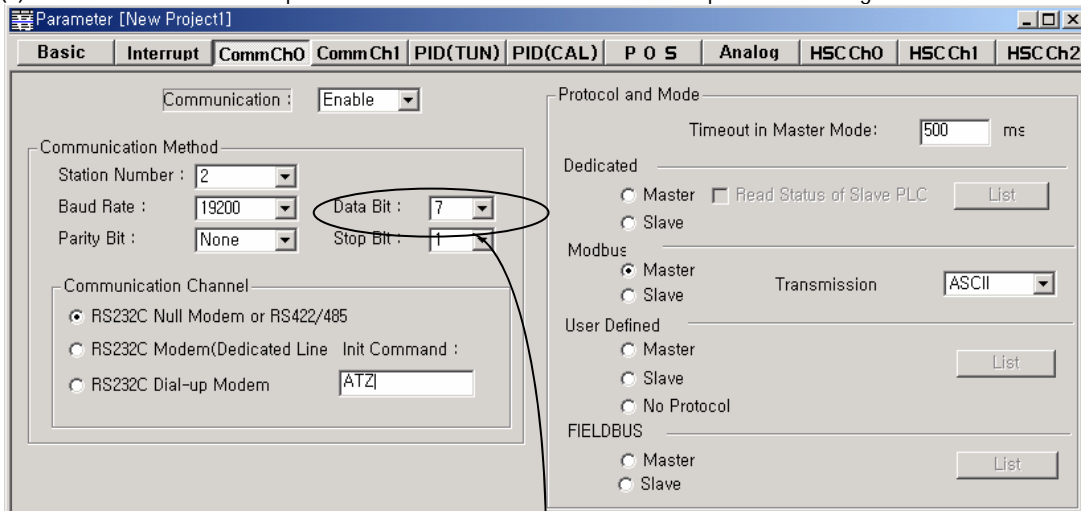 Parameter [New Project1]
Basic Interrupt CommCh0 CommCh1 PID(TUN) PID(CAL) P O S Analog HSCCh0 HSCCh1 HSCCh2
Communication : Enable
Communication Method
Station Number : 2
Baud Rate : 19200 Data Bit : 7
Parity Bit : None Stop Bit : 1
Communication Channel
RS232C Null Modem or RS422/485
RS232C Modem(Dedicated Line Init Command :
RS232C Dial-up Modem ATZ
Protocol and Mode
Timeout in Master Mode: 500 ms
Dedicated
Master Read Status of Slave PLC List
Slave
Modbus
Master
Slave
Transmission ASCII
User Defined
Master
Slave
No Protocol
List
FIELDBUS
Master
Slave
List